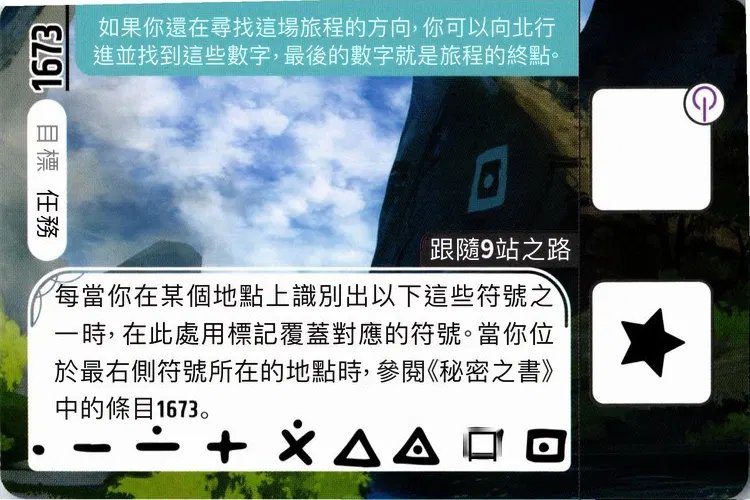 1673
如果你還在尋找這場旅程的方向，你可以向北行
進並找到這些數字，最後的數字就是旅程的終點。
目標 任務
跟隨9站之路
每當你在某個地點上識別出以下這些符號之
一時，在此處用標記覆蓋對應的符號。當你位
於最右側符號所在的地點時，參閱《秘密之書》
中的條目1673。